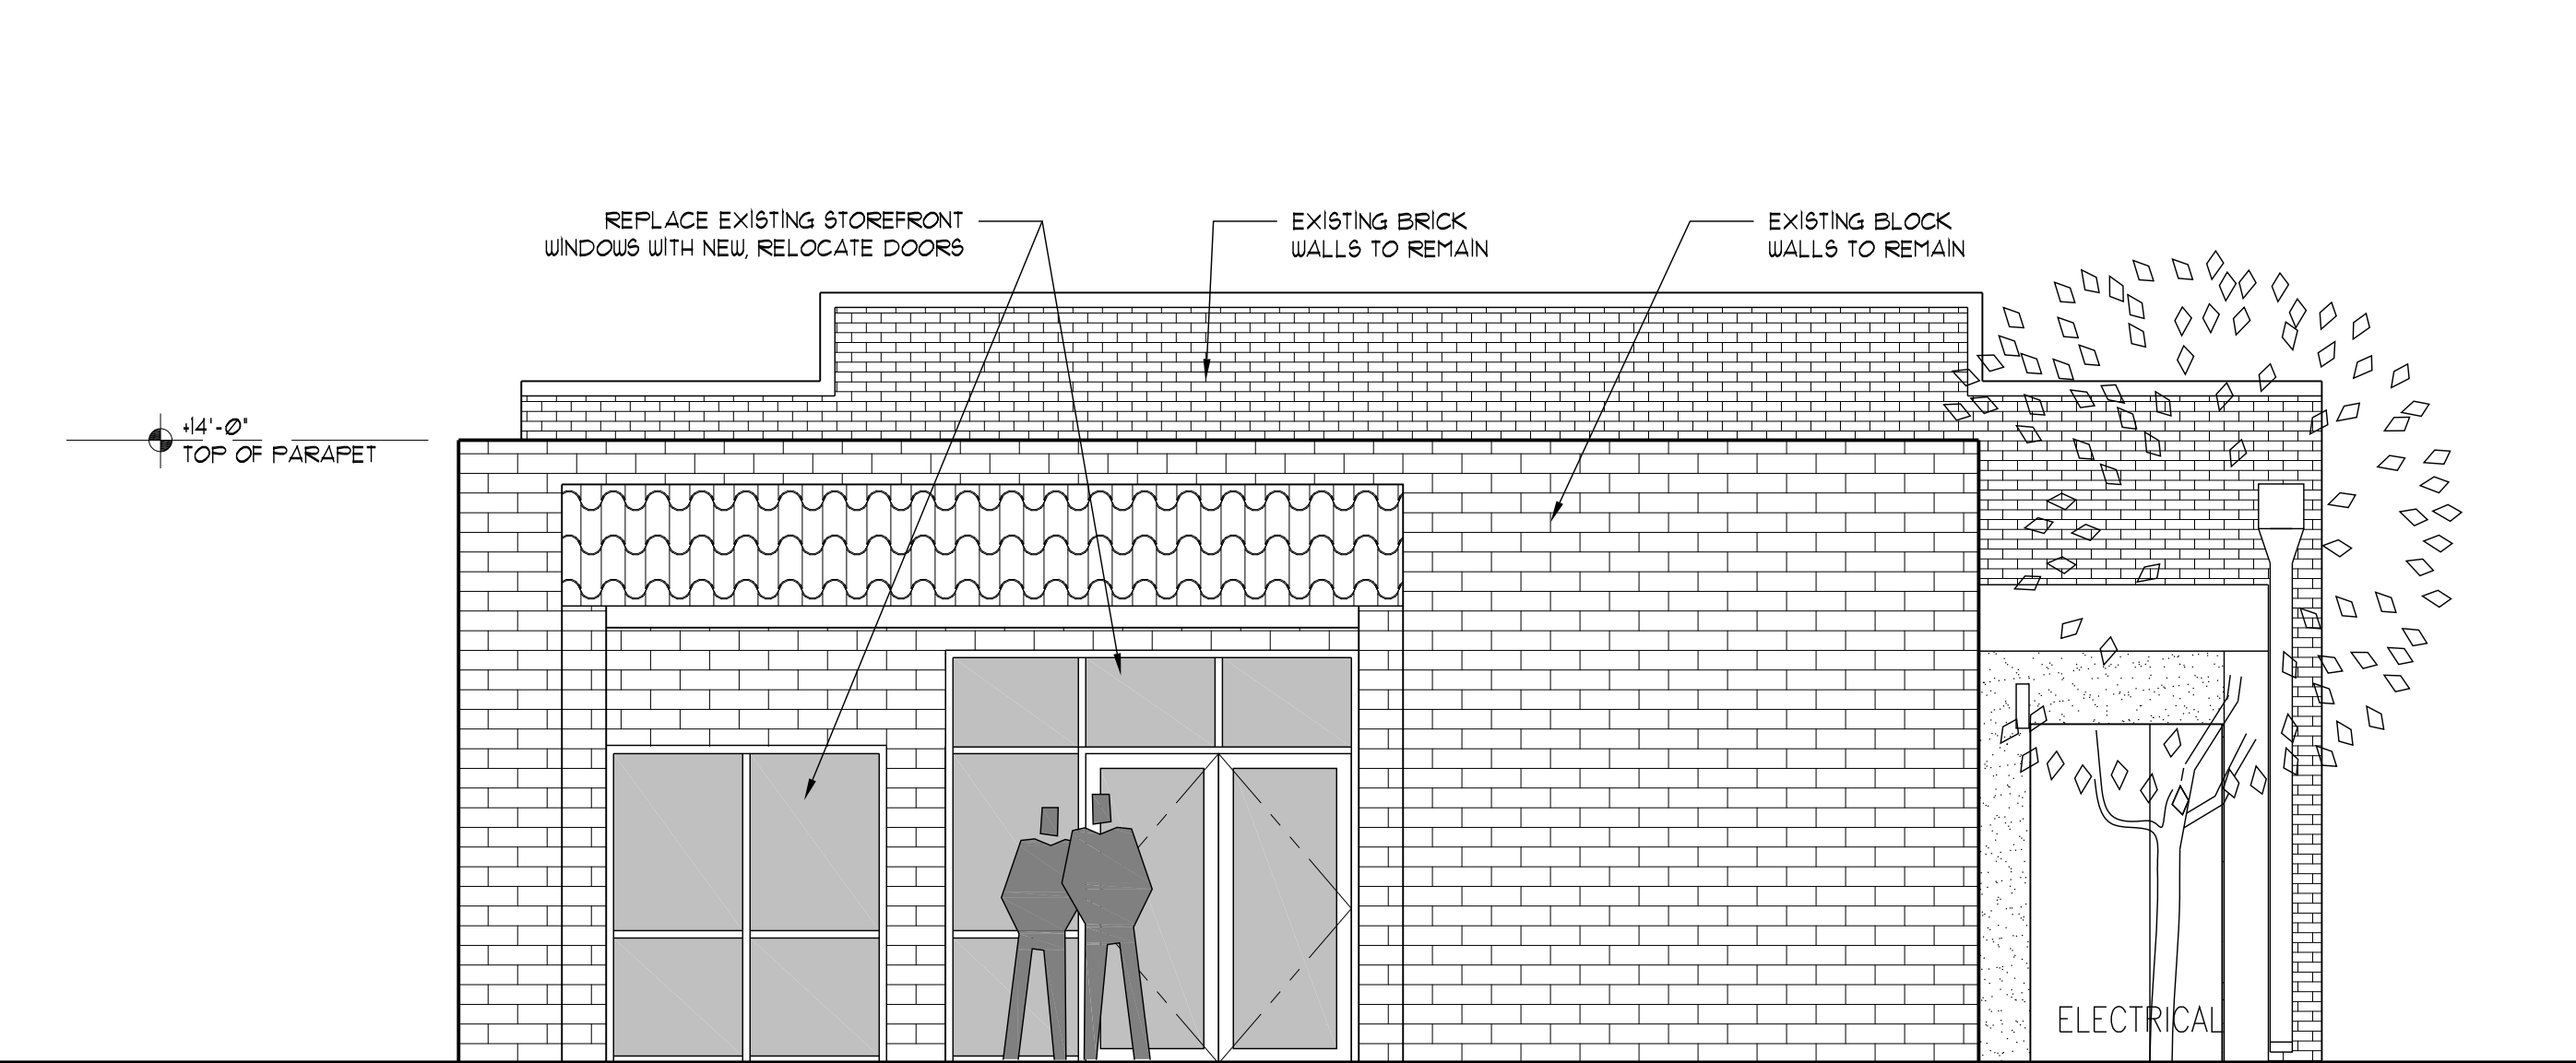 REPLACE EXISTING STOREFRONT
WINDOWS WITH NEW, RELOCATE DOORS
EXISTING BRICK
WALLS TO REMAIN
EXISTING BLOCK
WALLS TO REMAIN
+14'-0"
TOP OF PARAPET
ELECTRICAL